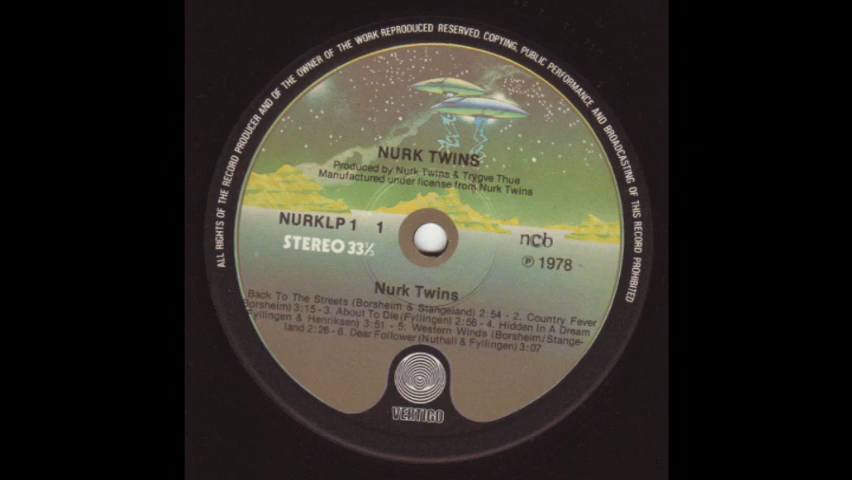 ALL RIGHTS OF THE RECORD PRODUCER AND OF THE OWNER OF THE WORK REPRODUCED RESERVED. COPYING, PUBLIC PERFORMANCE AND BROADCASTING OF THIS RECORD PROHIBITED
NURK TWINS
Produced by Nurk Twins & Trygve Thue
Manufactured under license from Nurk Twins
NURKLP 1 1
STEREO 33⅓
ncb
℗ 1978
Nurk Twins
Back To The Streets (Borsheim & Stangeland) 2:54 - 2. Country Fever
Borsheim) 3:15 - 3. About To Die (Fyllingen) 2:56 - 4. Hidden In A Dream
Fyllingen & Henriksen) 3:51 - 5. Western Winds (Borsheim/Stange-
land 2:26 - 6. Dear Follower (Nuthall & Fyllingen) 3:07
VERTIGO